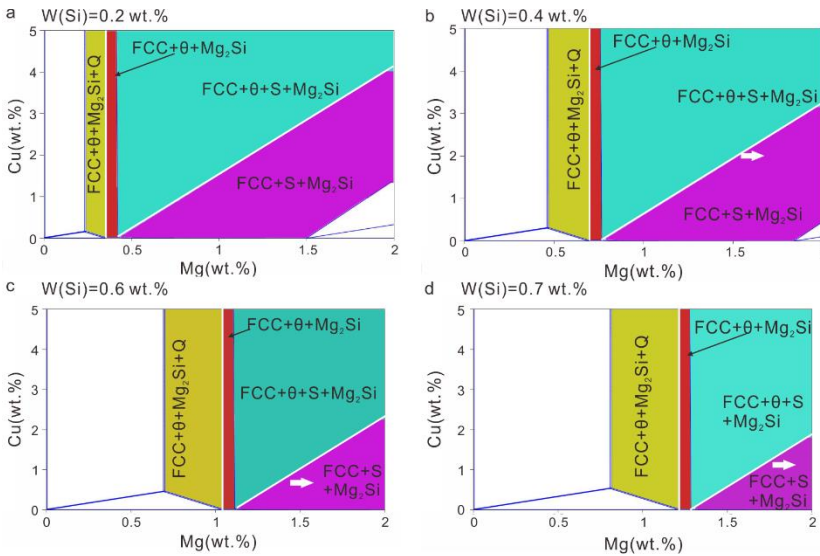 a W(Si)=0.2 wt.%
5
4
3
2
1
0
Cu(wt.%)
FCC+θ+Mg₂Si+Q
FCC+θ+Mg₂Si
FCC+θ+S+Mg₂Si
FCC+S+Mg₂Si
0 0.5 1 1.5 2
Mg(wt.%)
b W(Si)=0.4 wt.%
5
4
3
2
1
0
Cu(wt.%)
FCC+θ+Mg₂Si+Q
FCC+θ+Mg₂Si
FCC+θ+S+Mg₂Si
FCC+S+Mg₂Si
0 0.5 1 1.5 2
Mg(wt.%)
c W(Si)=0.6 wt.%
5
4
3
2
1
0
Cu(wt.%)
FCC+θ+Mg₂Si+Q
FCC+θ+Mg₂Si
FCC+θ+S+Mg₂Si
FCC+S
+Mg₂Si
0 0.5 1 1.5 2
Mg(wt.%)
d W(Si)=0.7 wt.%
5
4
3
2
1
0
Cu(wt.%)
FCC+θ+Mg₂Si+Q
FCC+θ+Mg₂Si
FCC+θ+S
+Mg₂Si
FCC+S
+Mg₂Si
0 0.5 1 1.5 2
Mg(wt.%)